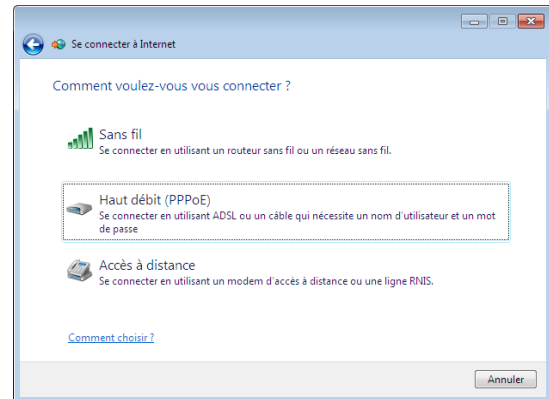 Se connecter à Internet
Comment voulez-vous vous connecter ?
Sans fil
Se connecter en utilisant un routeur sans fil ou un réseau sans fil.
Haut débit (PPPoE)
Se connecter en utilisant ADSL ou un câble qui nécessite un nom d'utilisateur et un mot
de passe
Accès à distance
Se connecter en utilisant un modem d'accès à distance ou une ligne RNIS.
Comment choisir ?
Annuler